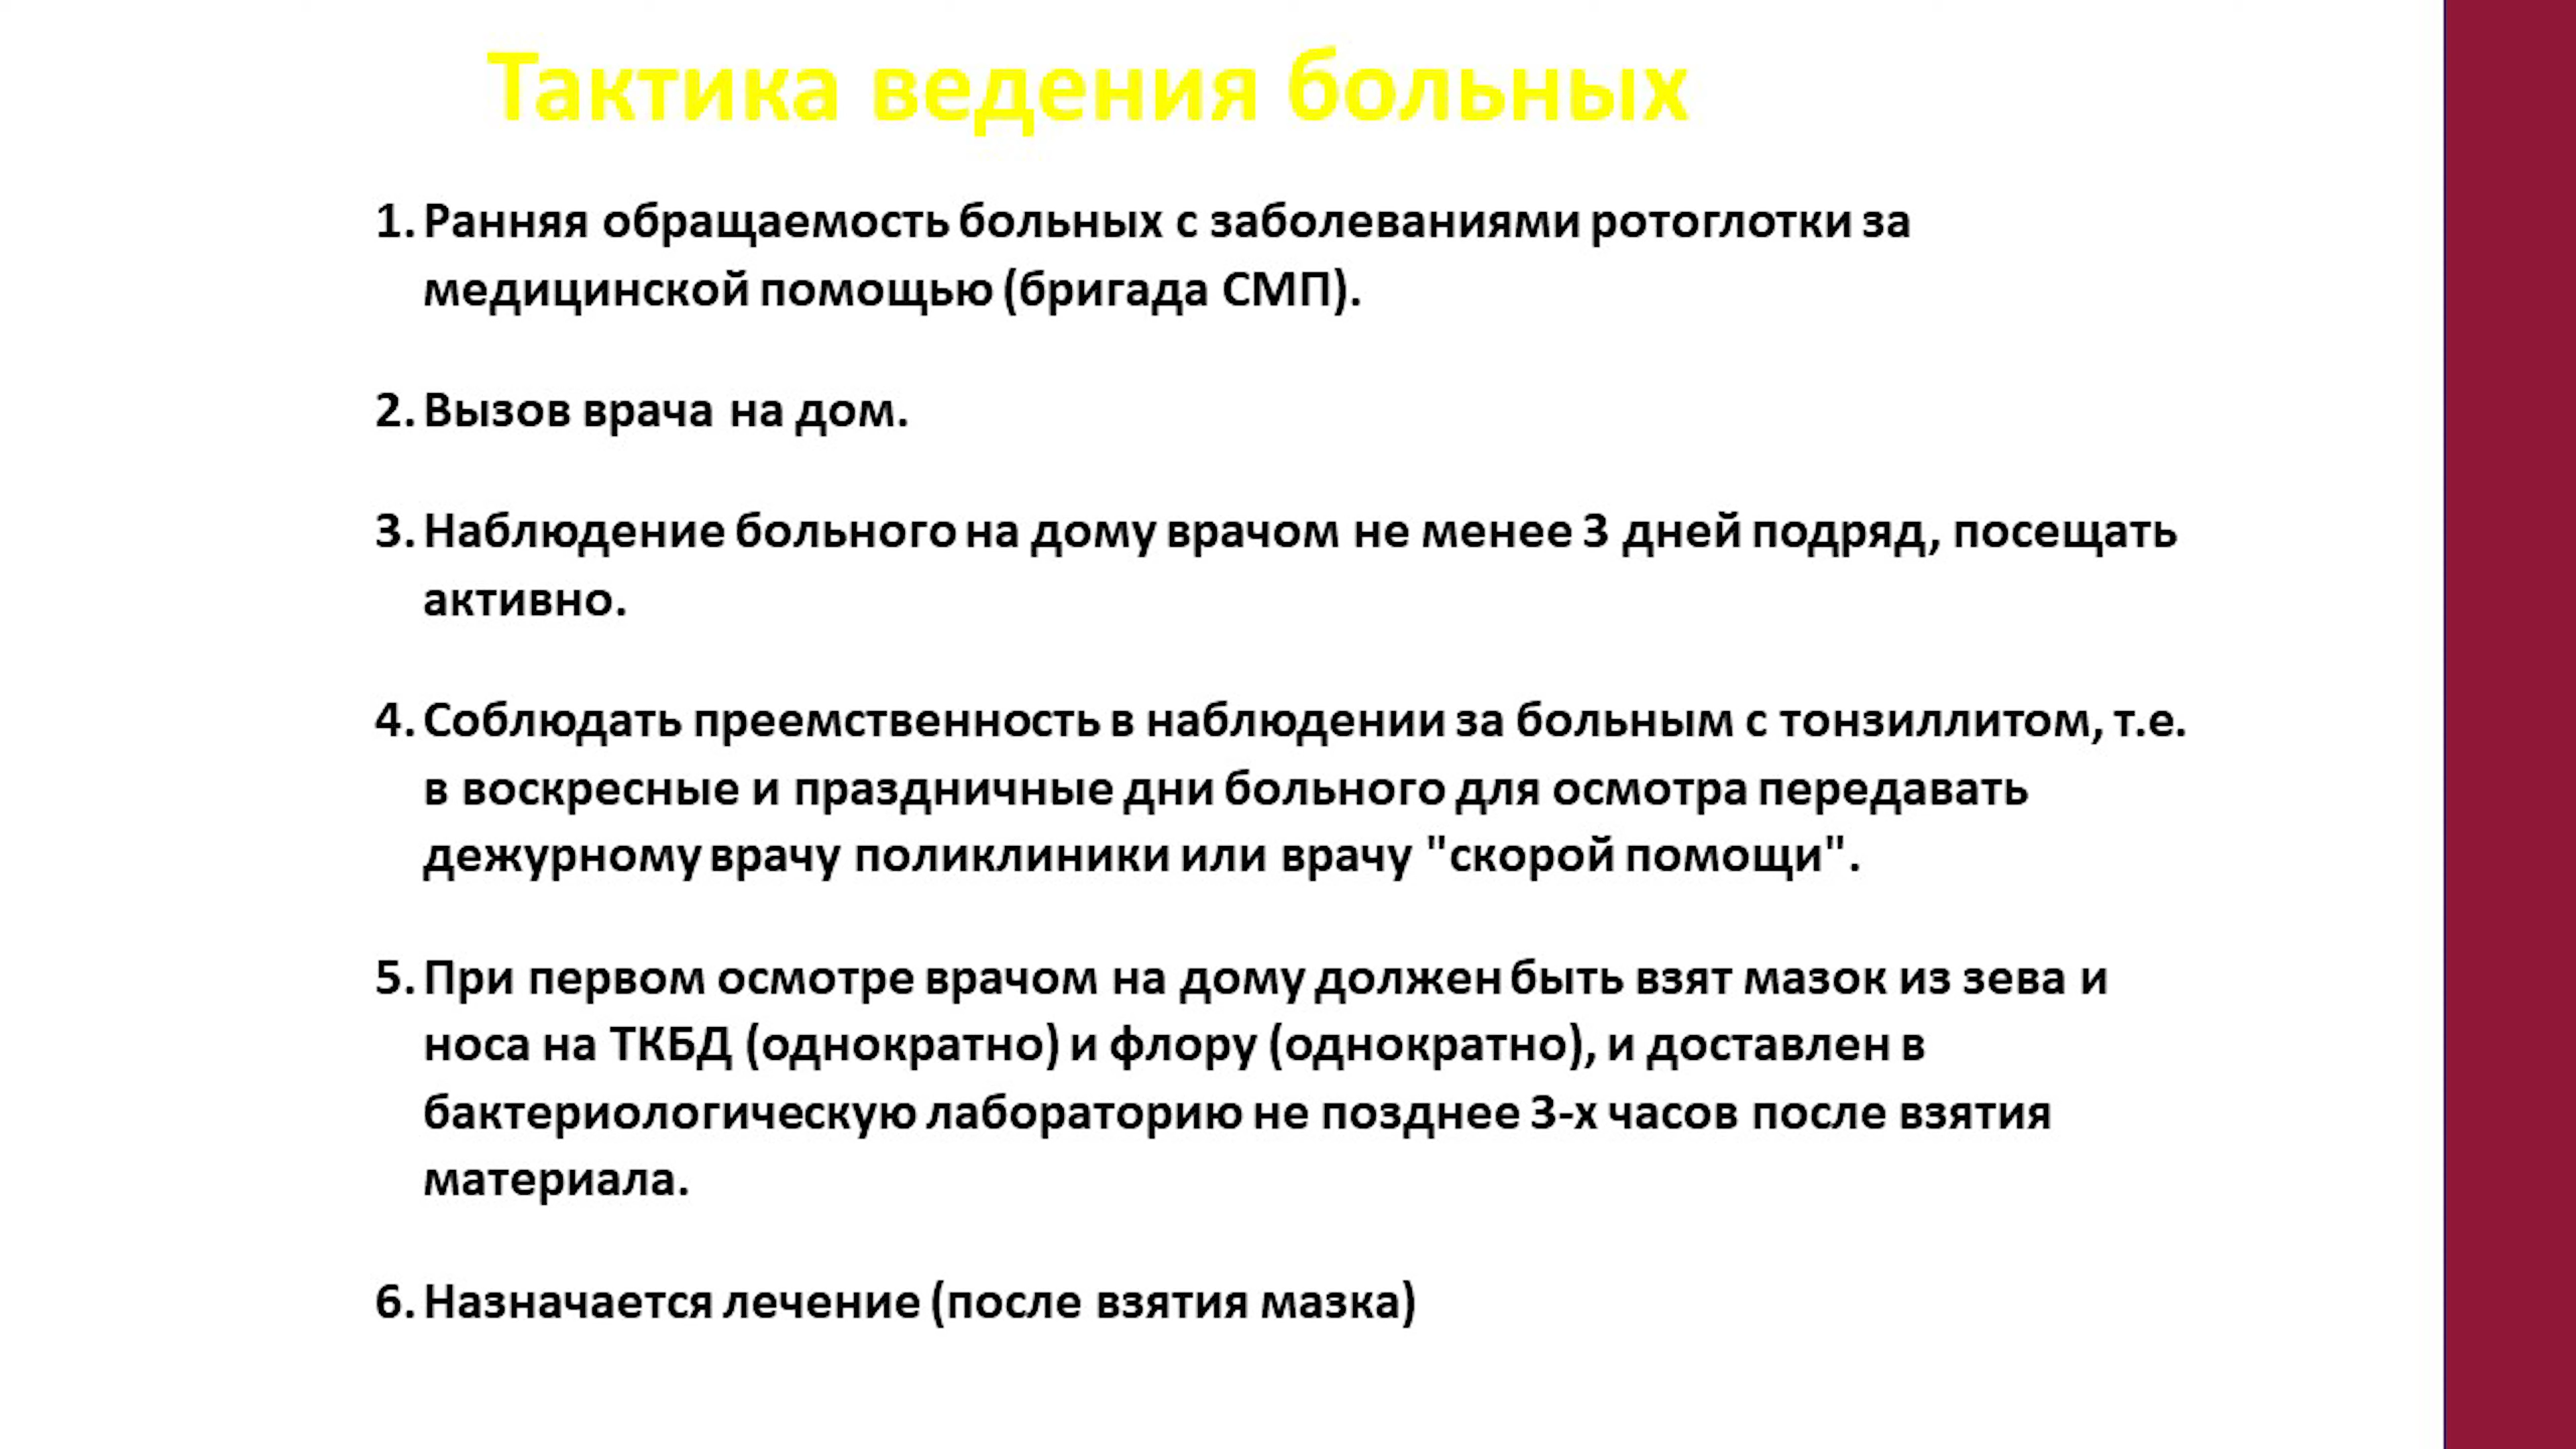 Тактика ведения больных
1. Ранняя обращаемость больных с заболеваниями ротоглотки за
медицинской помощью (бригада СМП).
2. Вызов врача на дом.
3. Наблюдение больного на дому врачом не менее 3 дней подряд, посещать
активно.
4. Соблюдать преемственность в наблюдении за больным с тонзиллитом, т.е.
в воскресные и праздничные дни больного для осмотра передавать
дежурному врачу поликлиники или врачу "скорой помощи".
5. При первом осмотре врачом на дому должен быть взят мазок из зева и
носа на ТКБД (однократно) и флору (однократно), и доставлен в
бактериологическую лабораторию не позднее 3-х часов после взятия
материала.
6. Назначается лечение (после взятия мазка)